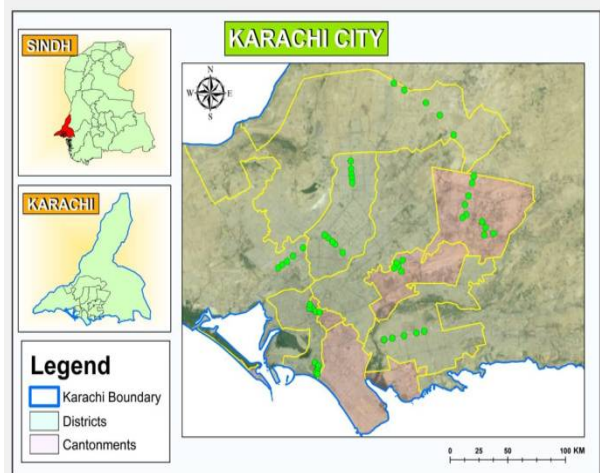 KARACHI CITY
SINDH
KARACHI
N
W E
S
Legend
Karachi Boundary
Districts
Cantonments
0 25 50 100 KM